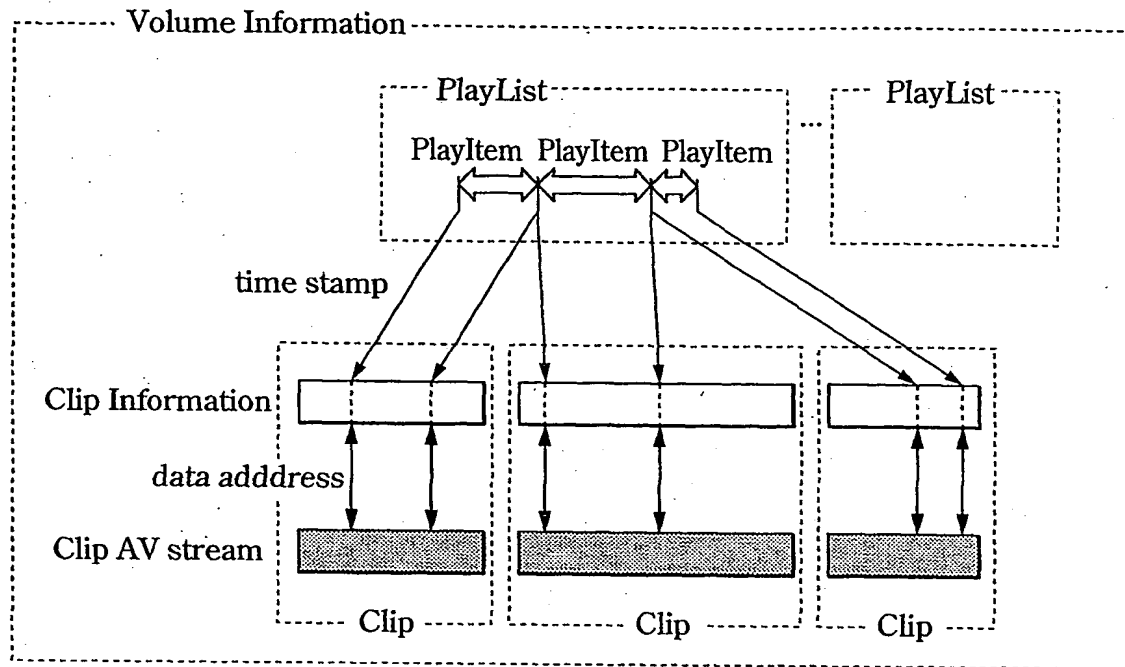 Volume Information
PlayList
PlayList
...
PlayItem PlayItem PlayItem
time stamp
Clip Information
data adddress
Clip AV stream
Clip
Clip
Clip